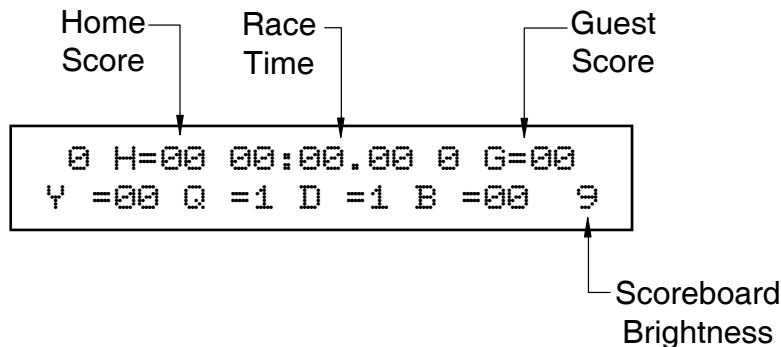 Home
Score
Race
Time
Guest
Score
0 H=00 00:00.00 0 G=00
Y =00 Q =1 D =1 B =00 9
Scoreboard
Brightness